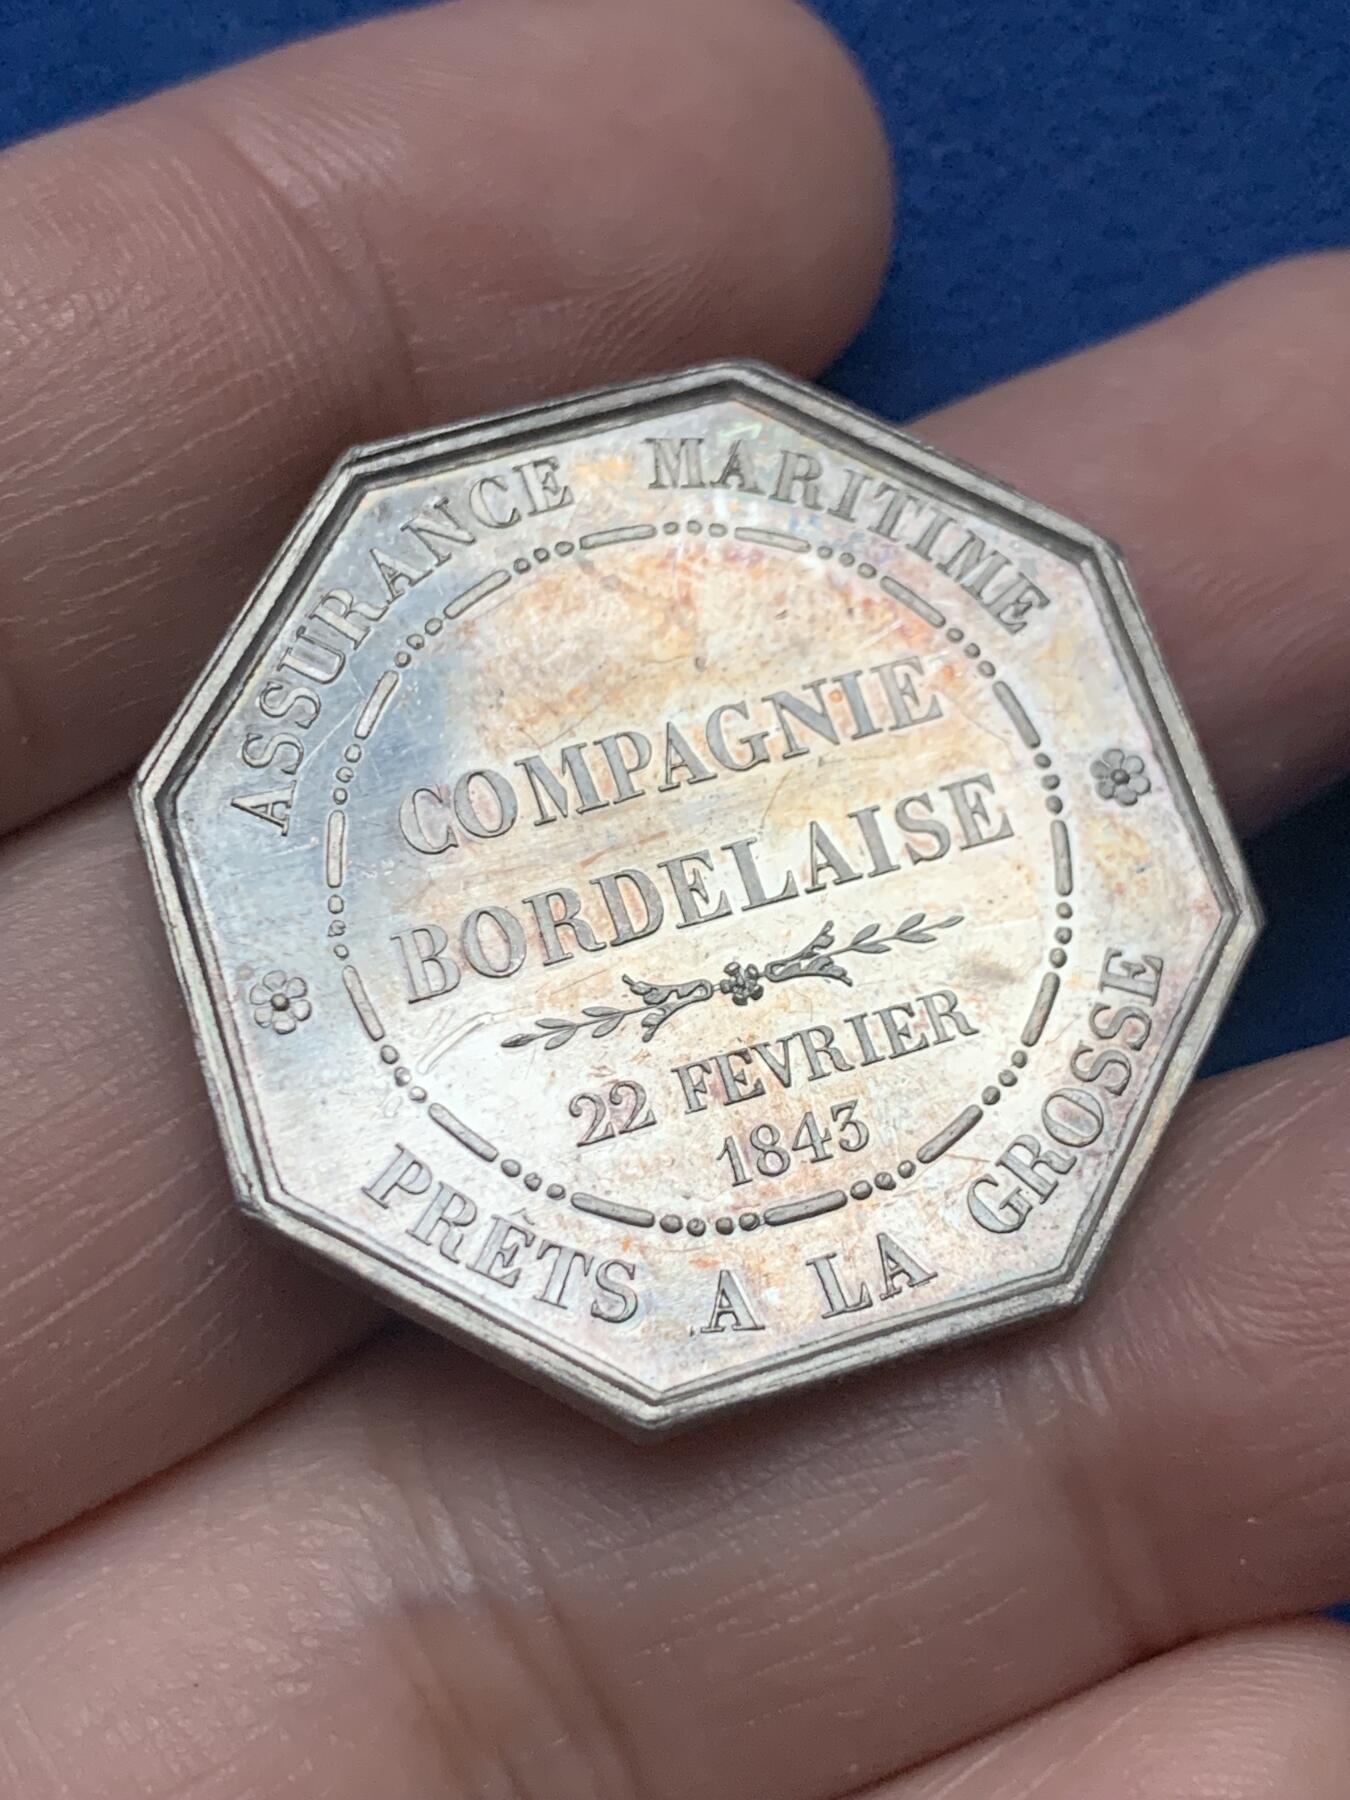 ASSURANCE MARITIME
COMPAGNIE
BORDELAISE
22 FEVRIER
1843
PRÊTS A LA GROSSE